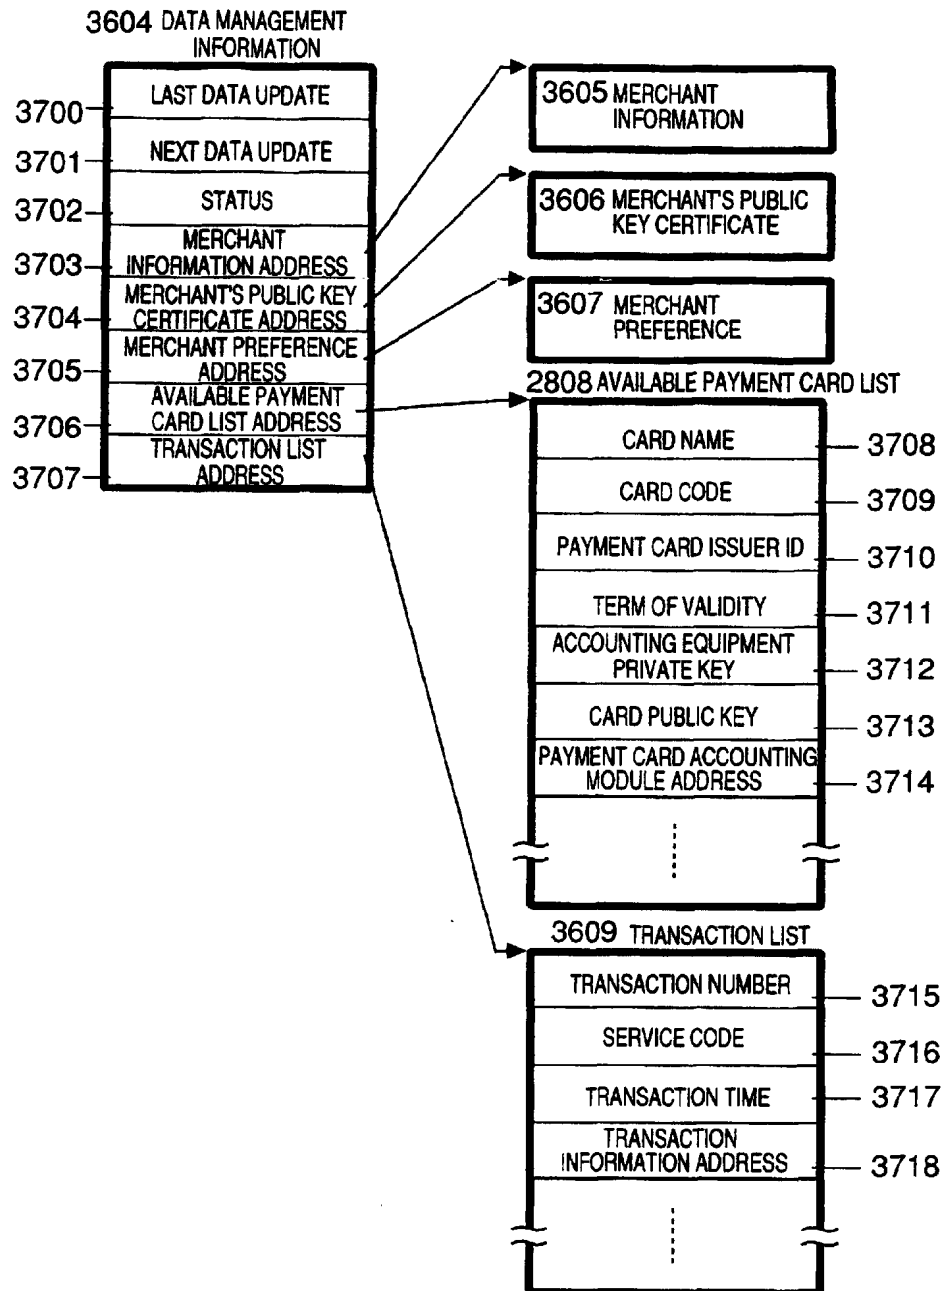 3604 DATA MANAGEMENT
INFORMATION
3700 LAST DATA UPDATE
3701 NEXT DATA UPDATE
3702 STATUS
3703 MERCHANT
INFORMATION ADDRESS
3704 MERCHANT'S PUBLIC KEY
CERTIFICATE ADDRESS
3705 MERCHANT PREFERENCE
ADDRESS
3706 AVAILABLE PAYMENT
CARD LIST ADDRESS
3707 TRANSACTION LIST
ADDRESS
3605 MERCHANT
INFORMATION
3606 MERCHANT'S PUBLIC
KEY CERTIFICATE
3607 MERCHANT
PREFERENCE
2808 AVAILABLE PAYMENT CARD LIST
CARD NAME 3708
CARD CODE 3709
PAYMENT CARD ISSUER ID 3710
TERM OF VALIDITY 3711
ACCOUNTING EQUIPMENT
PRIVATE KEY 3712
CARD PUBLIC KEY 3713
PAYMENT CARD ACCOUNTING
MODULE ADDRESS 3714
3609 TRANSACTION LIST
TRANSACTION NUMBER 3715
SERVICE CODE 3716
TRANSACTION TIME 3717
TRANSACTION
INFORMATION ADDRESS 3718